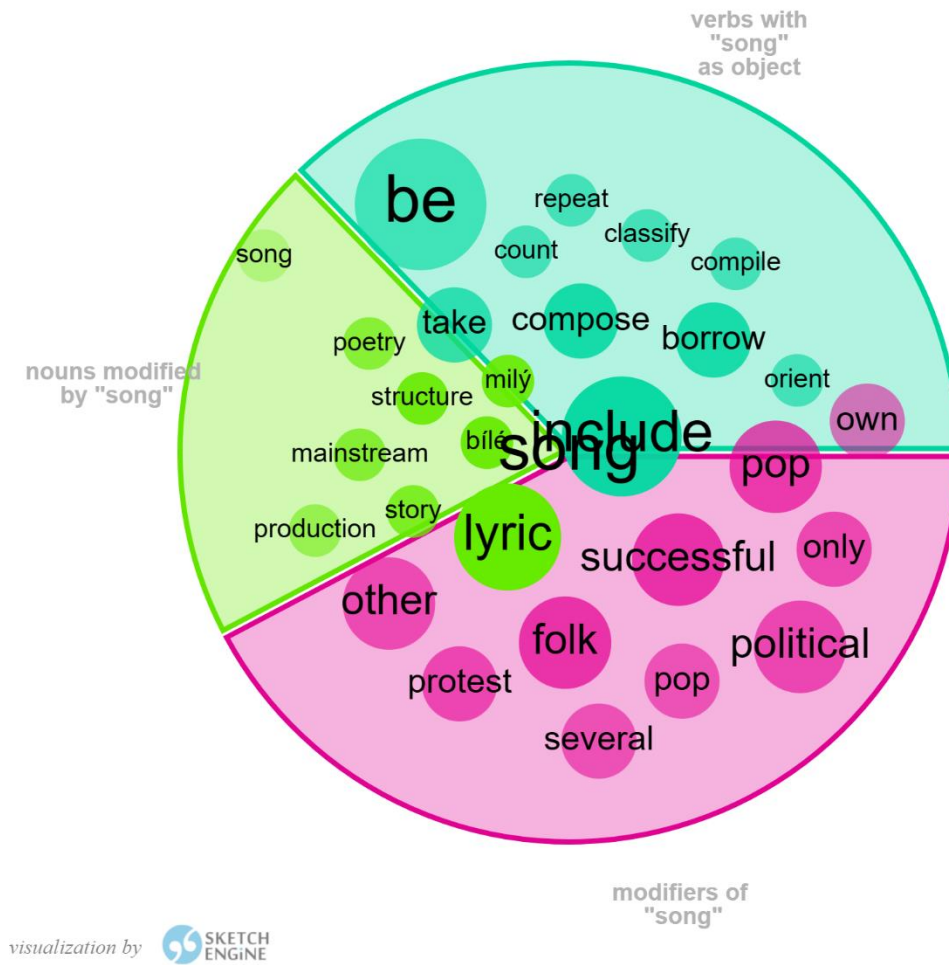 verbs with
"song"
as object
be
repeat
classify
count
compile
song
take
compose
borrow
poetry
nouns modified
by "song"
milý
orient
structure
own
include
bílé
song
mainstream
pop
story
production
lyric
successful
only
other
folk
political
protest
pop
several
modifiers of
"song"
visualization by
SKETCH
ENGINE